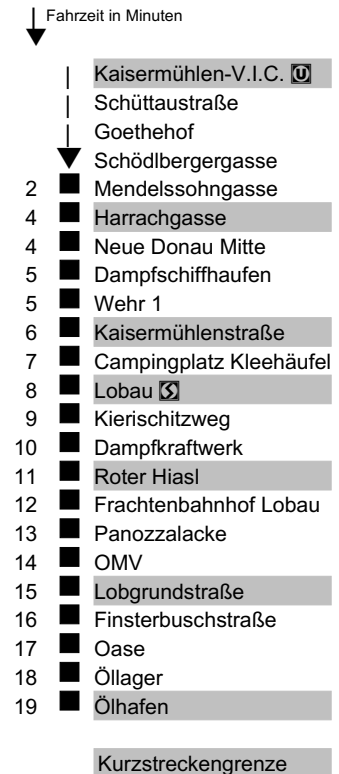 Fahrzeit in Minuten
Kaisermühlen-V.I.C. U
Schüttaustraße
Goethehof
Schödlbergergasse
2 Mendelssohngasse
4 Harrachgasse
4 Neue Donau Mitte
5 Dampfschiffhaufen
5 Wehr 1
6 Kaisermühlenstraße
7 Campingplatz Kleehäufel
8 Lobau S
9 Kierischitzweg
10 Dampfkraftwerk
11 Roter Hiasl
12 Frachtenbahnhof Lobau
13 Panozzalacke
14 OMV
15 Lobgrundstraße
16 Finsterbuschstraße
17 Oase
18 Öllager
19 Ölhafen
Kurzstreckengrenze